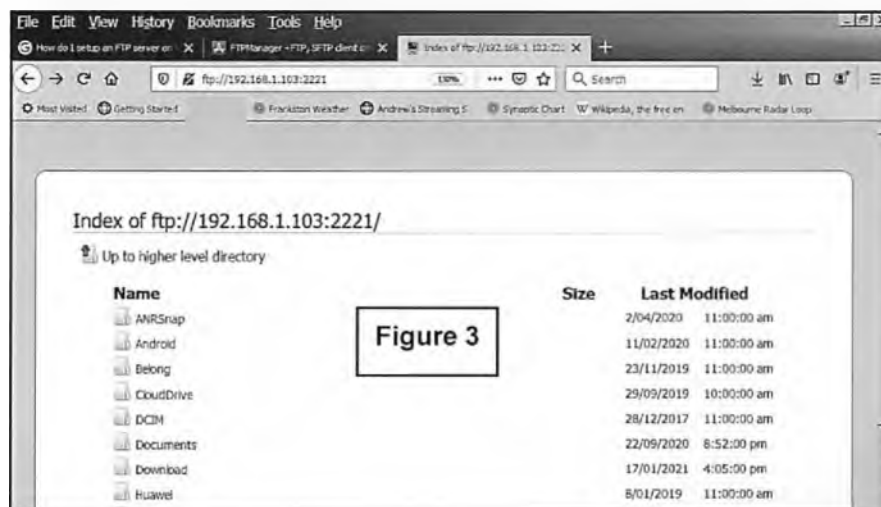 File Edit View History Bookmarks Tools Help
How do I setup an FTP server on × FTPManager - FTP, SFTP client × Index of ftp://192.168.1.103:222 × +
ftp://192.168.1.103:2221 130% ••• Search
Most Visited Getting Started Frankston Weather Andrew's Streaming S Synoptic Chart Wikipedia, the free en Melbourne Radar Loop
Index of ftp://192.168.1.103:2221/
Up to higher level directory
Name Size Last Modified
ANRSnap 2/04/2020 11:00:00 am
Android 11/02/2020 11:00:00 am
Belong 23/11/2019 11:00:00 am
CloudDrive 29/09/2019 10:00:00 am
DCIM 28/12/2017 11:00:00 am
Documents 22/09/2020 8:52:00 pm
Download 17/01/2021 4:05:00 pm
Huawei 8/01/2019 11:00:00 am
Figure 3